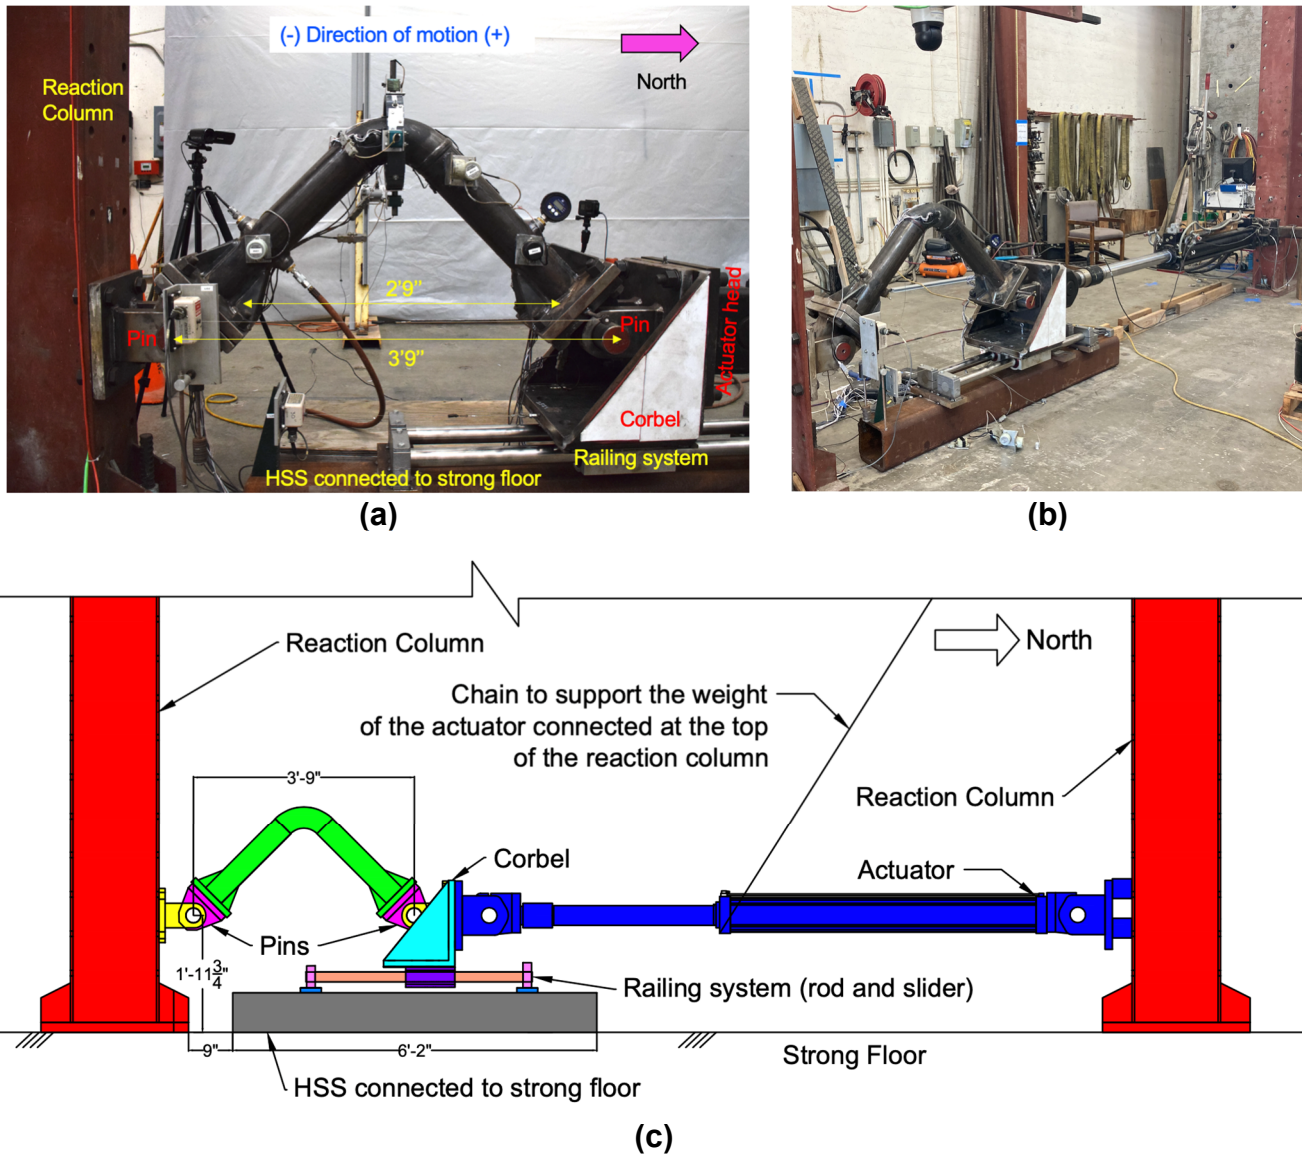 (-) Direction of motion (+)
North
Reaction
Column
2'9"
Pin
Pin
3'9"
Actuator head
Corbel
Railing system
HSS connected to strong floor
(a)
(b)
Reaction Column
North
Chain to support the weight
of the actuator connected at the top
of the reaction column
3'-9"
Reaction Column
Corbel
Actuator
Pins
1'-11 3/4"
Railing system (rod and slider)
9"
6'-2"
Strong Floor
HSS connected to strong floor
(c)